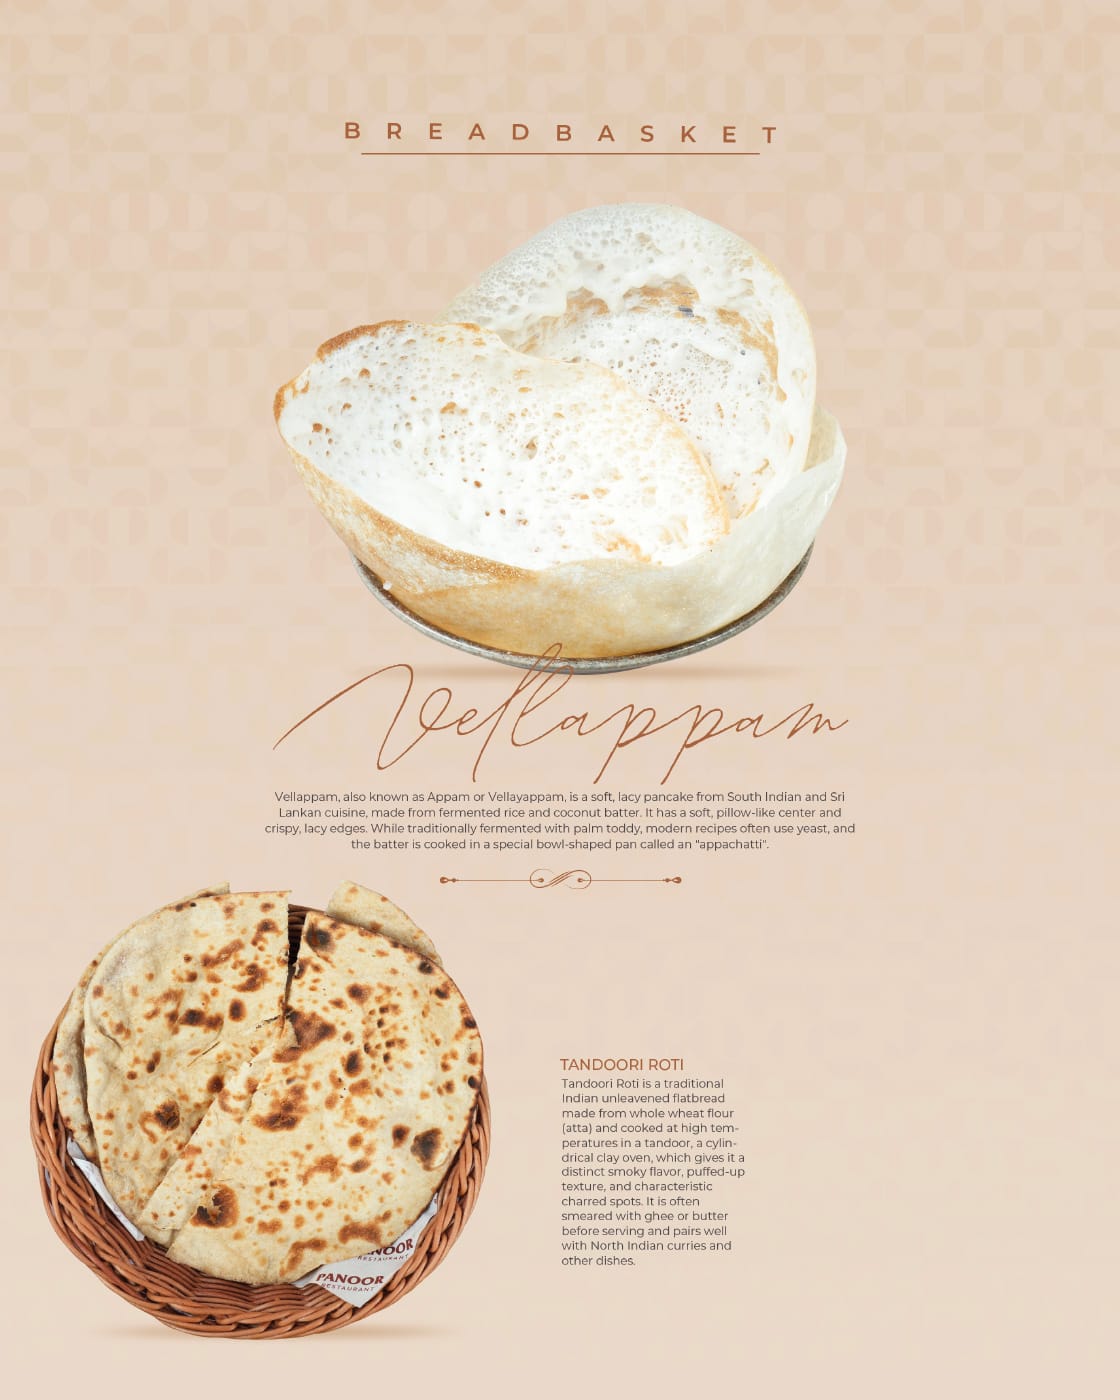 BREADBASKET
Vellappam
Vellappam, also known as Appam or Vellayappam, is a soft, lacy pancake from South Indian and Sri
Lankan cuisine, made from fermented rice and coconut batter. It has a soft, pillow-like center and
crispy, lacy edges. While traditionally fermented with palm toddy, modern recipes often use yeast, and
the batter is cooked in a special bowl-shaped pan called an "appachatti".
TANDOORI ROTI
Tandoori Roti is a traditional
Indian unleavened flatbread
made from whole wheat flour
(atta) and cooked at high tem-
peratures in a tandoor, a cylin-
drical clay oven, which gives it a
distinct smoky flavor, puffed-up
texture, and characteristic
charred spots. It is often
smeared with ghee or butter
before serving and pairs well
with North Indian curries and
other dishes.
NOOR
RESTAURANT
PANOOR
RESTAURANT